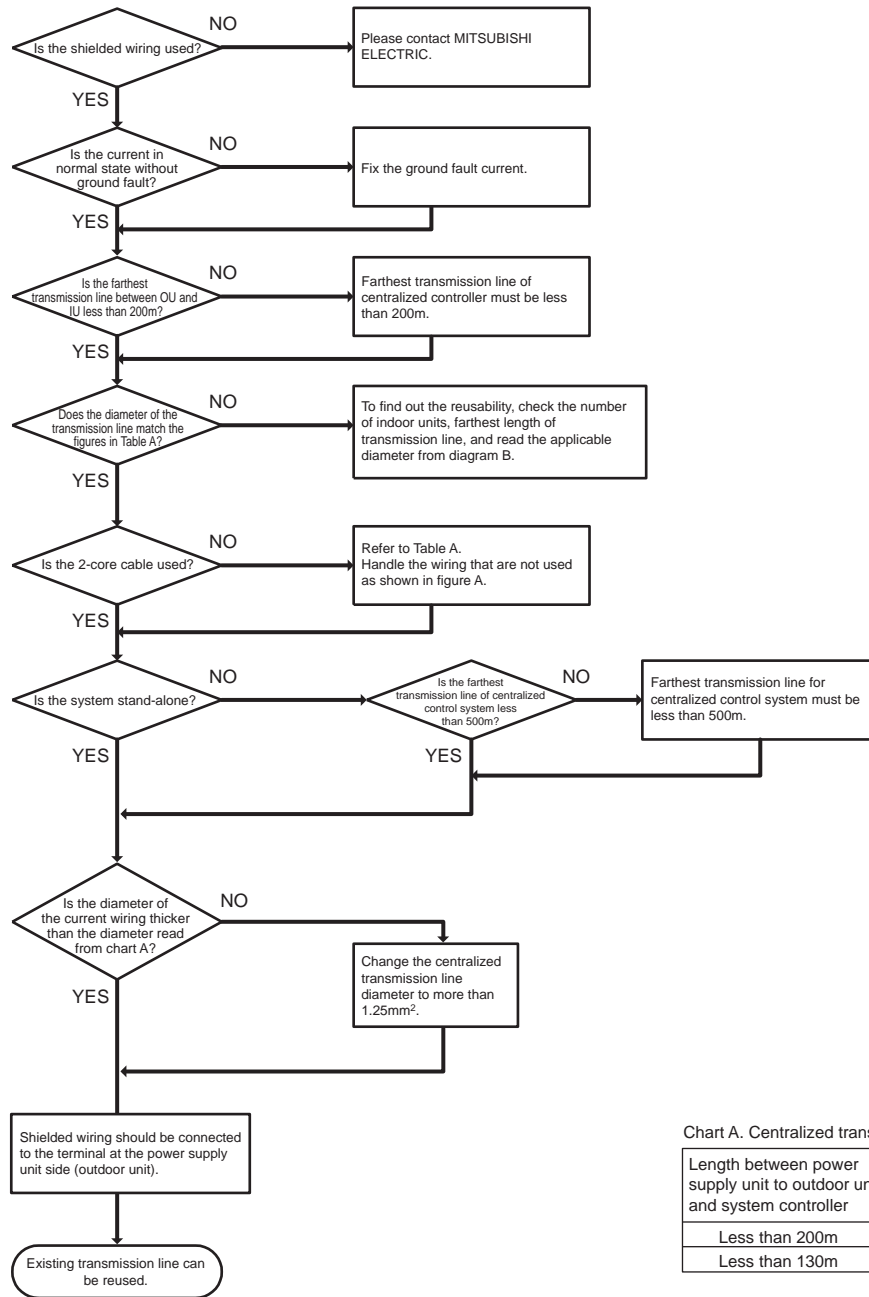 Is the shielded wiring used?
NO
Please contact MITSUBISHI
ELECTRIC.
YES
Is the current in
normal state without
ground fault?
NO
Fix the ground fault current.
YES
Is the farthest
transmission line between OU and
IU less than 200m?
NO
Farthest transmission line of
centralized controller must be less
than 200m.
YES
Does the diameter of the
transmission line match the
figures in Table A?
NO
To find out the reusability, check the number
of indoor units, farthest length of
transmission line, and read the applicable
diameter from diagram B.
YES
Is the 2-core cable used?
NO
Refer to Table A.
Handle the wiring that are not used
as shown in figure A.
YES
Is the system stand-alone?
NO
Is the farthest
transmission line of centralized
control system less
than 500m?
NO
Farthest transmission line for
centralized control system must be
less than 500m.
YES
YES
Is the diameter of
the current wiring thicker
than the diameter read
from chart A?
NO
Change the centralized
transmission line
diameter to more than
1.25mm².
YES
Shielded wiring should be connected
to the terminal at the power supply
unit side (outdoor unit).
Existing transmission line can
be reused.
Chart A. Centralized
Length between power
supply unit to outdoor
and system controller
Less than 200m
Less than 130m